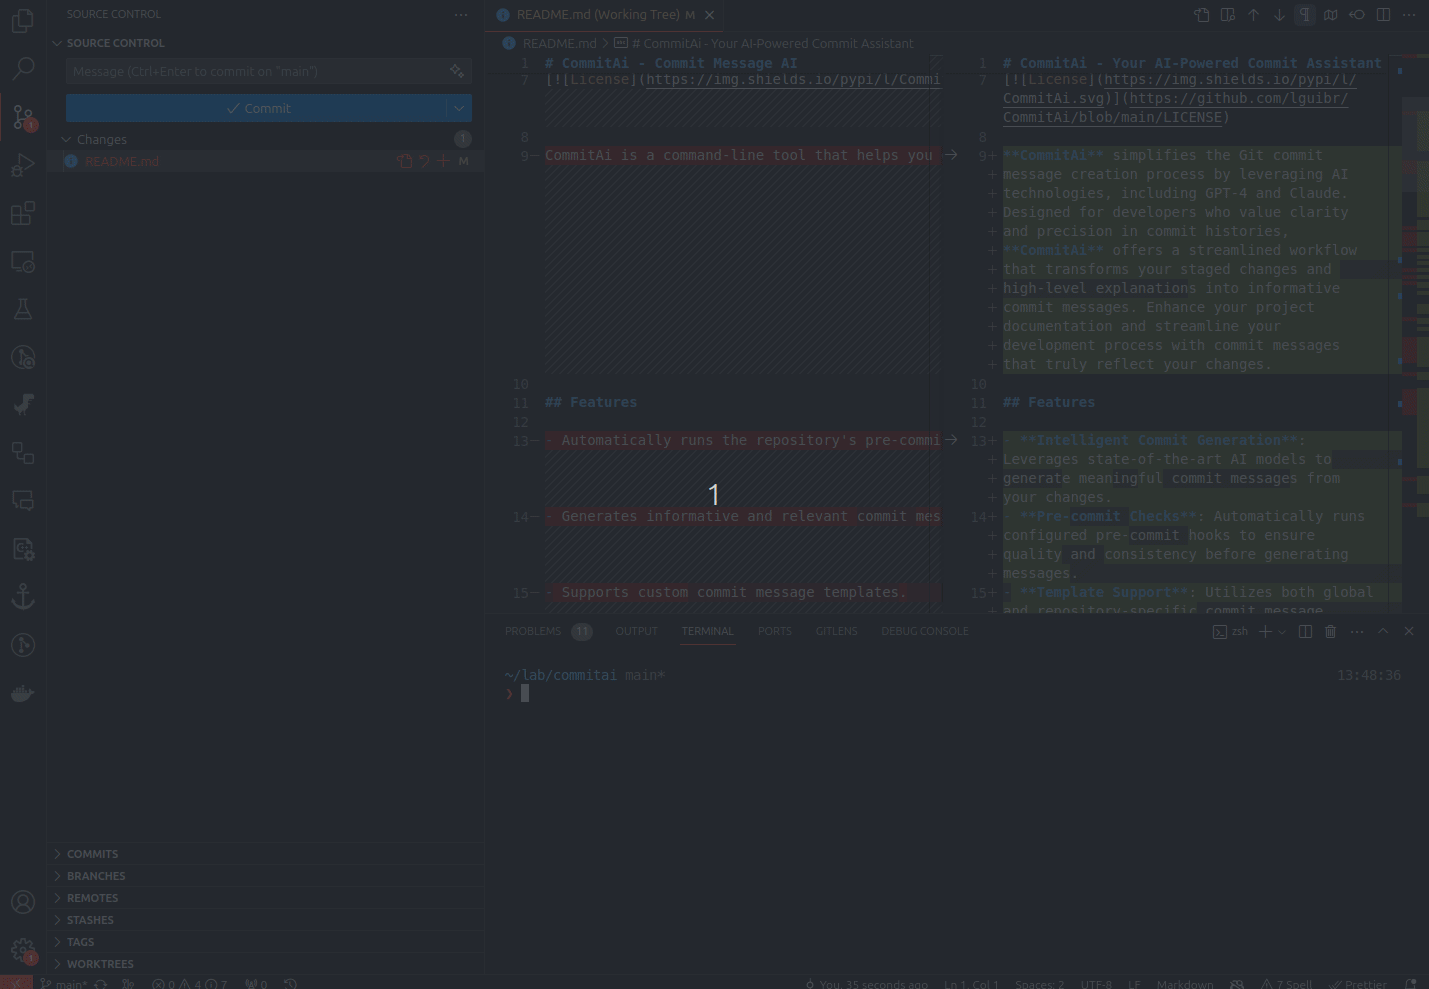 SOURCE CONTROL
SOURCE CONTROL
Message (Ctrl+Enter to commit on "main")
Commit
Changes 1
README.md M
1
1
COMMITS
BRANCHES
REMOTES
STASHES
TAGS
WORKTREES
README.md (Working Tree) M
README.md > # CommitAi - Your AI-Powered Commit Assistant
1 # CommitAi - Commit Message AI
7 [![License](https://img.shields.io/pypi/l/Commi
8
9− CommitAi is a command-line tool that helps you
10
11 ## Features
12
13− - Automatically runs the repository's pre-commi
14− - Generates informative and relevant commit mes
15− - Supports custom commit message templates.
1 # CommitAi - Your AI-Powered Commit Assistant
7 [![License](https://img.shields.io/pypi/l/
CommitAi.svg)](https://github.com/lguibr/
CommitAi/blob/main/LICENSE)
8
9+ **CommitAi** simplifies the Git commit
+ message creation process by leveraging AI
+ technologies, including GPT-4 and Claude.
+ Designed for developers who value clarity
+ and precision in commit histories,
+ **CommitAi** offers a streamlined workflow
+ that transforms your staged changes and
+ high-level explanations into informative
+ commit messages. Enhance your project
+ documentation and streamline your
+ development process with commit messages
+ that truly reflect your changes.
10
11 ## Features
12
13+ - **Intelligent Commit Generation**:
+ Leverages state-of-the-art AI models to
+ generate meaningful commit messages from
+ your changes.
14+ - **Pre-commit Checks**: Automatically runs
+ configured pre-commit hooks to ensure
+ quality and consistency before generating
+ messages.
15+ - **Template Support**: Utilizes both global
+ and repository-specific commit message
1
PROBLEMS 11 OUTPUT TERMINAL PORTS GITLENS DEBUG CONSOLE zsh
~/lab/commitai main* 13:48:36
❯
main* 0 4 7 0 You, 35 seconds ago Ln 1, Col 1 Spaces: 2 UTF-8 LF Markdown 7 Spell Prettier